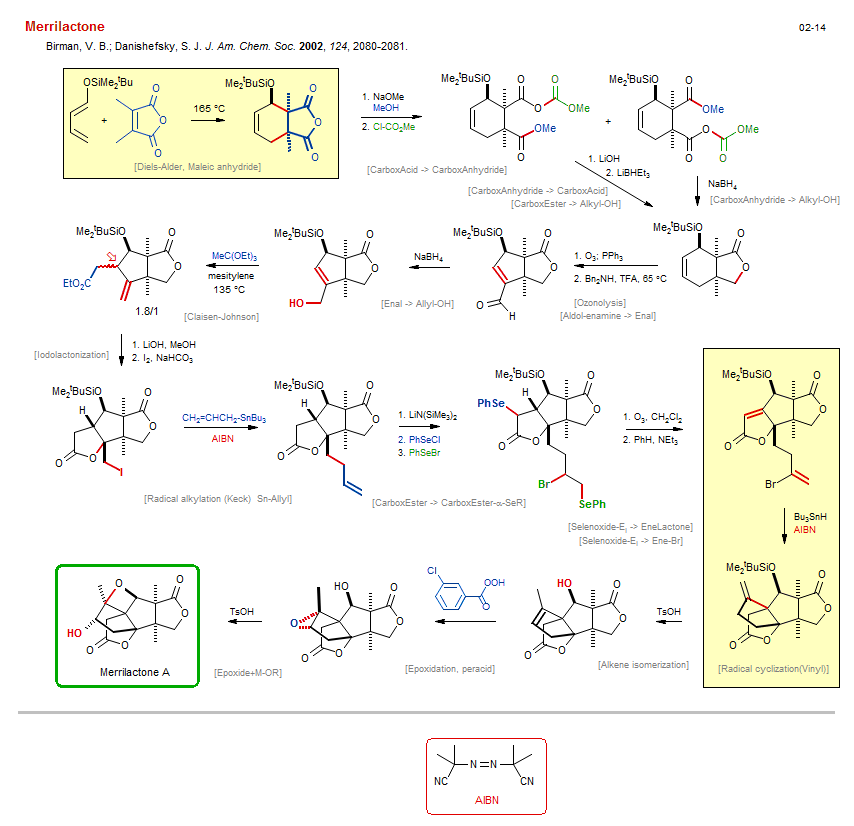 Merrilactone
02-14
Birman, V. B.; Danishefsky, S. J. J. Am. Chem. Soc. 2002, 124, 2080-2081.
OSiMe2tBu
+
O
O
O
165 °C
Me2tBuSiO
O
O
O
[Diels-Alder, Maleic anhydride]
1. NaOMe
MeOH
2. Cl-CO2Me
[CarboxAcid -> CarboxAnhydride]
Me2tBuSiO
O
O
O
OMe
OMe
O
+
Me2tBuSiO
O
OMe
O
OMe
O
O
1. LiOH
2. LiBHEt3
[CarboxAnhydride -> CarboxAcid]
[CarboxEster -> Alkyl-OH]
NaBH4
[CarboxAnhydride -> Alkyl-OH]
Me2tBuSiO
O
O
EtO2C
1.8/1
MeC(OEt)3
mesitylene
135 °C
[Claisen-Johnson]
Me2tBuSiO
O
O
HO
NaBH4
[Enal -> Allyl-OH]
Me2tBuSiO
O
O
O
H
1. O3; PPh3
2. Bn2NH, TFA, 65 °C
[Ozonolysis]
[Aldol-enamine -> Enal]
Me2tBuSiO
O
O
[Iodolactonization]
1. LiOH, MeOH
2. I2, NaHCO3
Me2tBuSiO
H
O
O
O
O
I
CH2=CHCH2-SnBu3
AIBN
[Radical alkylation (Keck) Sn-Allyl]
Me2tBuSiO
H
O
O
O
O
1. LiN(SiMe3)2
2. PhSeCl
3. PhSeBr
[CarboxEster -> CarboxEster-α-SeR]
Me2tBuSiO
PhSe
H
O
O
O
O
Br
SePh
1. O3, CH2Cl2
2. PhH, NEt3
[Selenoxide-Ei -> EneLactone]
[Selenoxide-Ei -> Ene-Br]
Me2tBuSiO
O
O
O
O
Br
Bu3SnH
AIBN
Me2tBuSiO
O
O
O
O
[Radical cyclization(Vinyl)]
TsOH
[Alkene isomerization]
HO
O
O
O
O
Cl
OOH
O
[Epoxidation, peracid]
HO
O
O
O
O
O
TsOH
[Epoxide+M-OR]
O
O
O
HO
O
O
Merrilactone A
N=N
NC
CN
AIBN